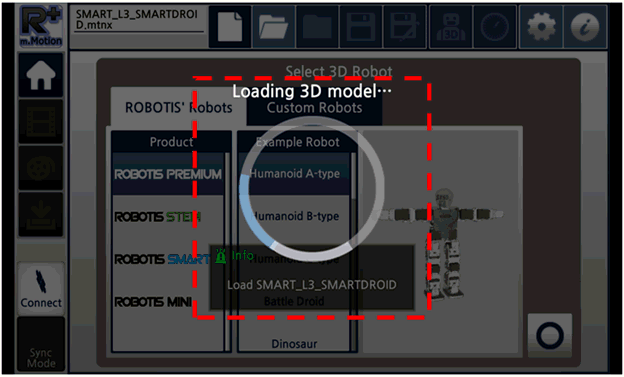 R+
m.Motion
SMART_L3_SMARTDROI
D.mtnx
3D
Select 3D Robot
Loading 3D model…
ROBOTIS' Robots
Custom Robots
Product
Example Robot
ROBOTIS PREMIUM
Humanoid A-type
ROBOTIS STEM
Humanoid B-type
ROBOTIS SMART
Info
Load SMART_L3_SMARTDROID
ROBOTIS MINI
Battle Droid
Dinosaur
Connect
Sync
Mode